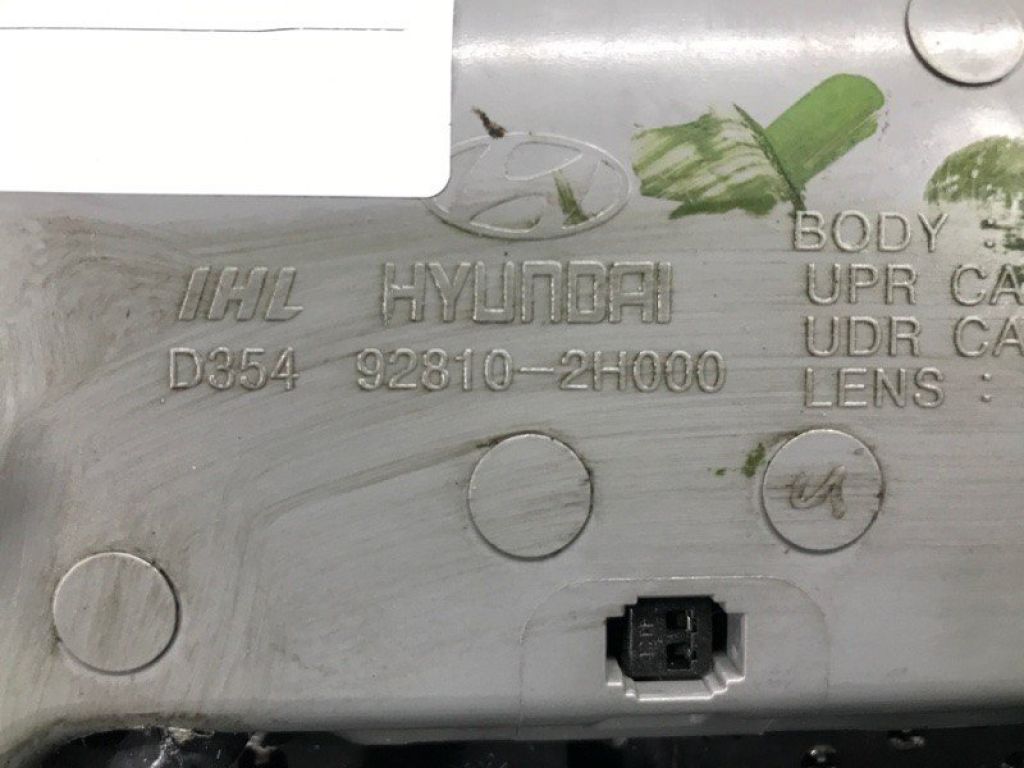 IHL HYUNDAI
D354 92810-2H000
BODY :
UPR CA
UDR CA
LENS :